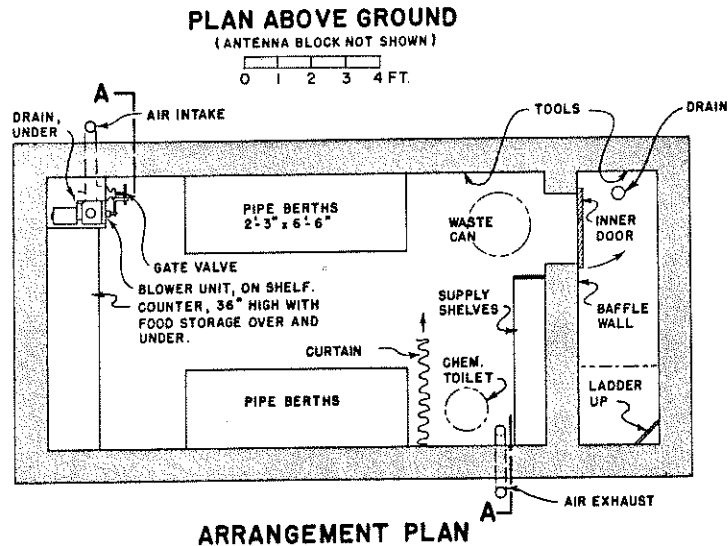 PLAN ABOVE GROUND
(ANTENNA BLOCK NOT SHOWN)
0 1 2 3 4 FT.
A
AIR INTAKE
DRAIN,
UNDER
TOOLS
DRAIN
PIPE BERTHS
2'-3" x 6'-6"
WASTE
CAN
INNER
DOOR
GATE VALVE
BLOWER UNIT, ON SHELF.
COUNTER, 36" HIGH WITH
FOOD STORAGE OVER AND
UNDER.
SUPPLY
SHELVES
BAFFLE
WALL
CURTAIN
CHEM.
TOILET
PIPE BERTHS
LADDER
UP
A
AIR EXHAUST
ARRANGEMENT PLAN